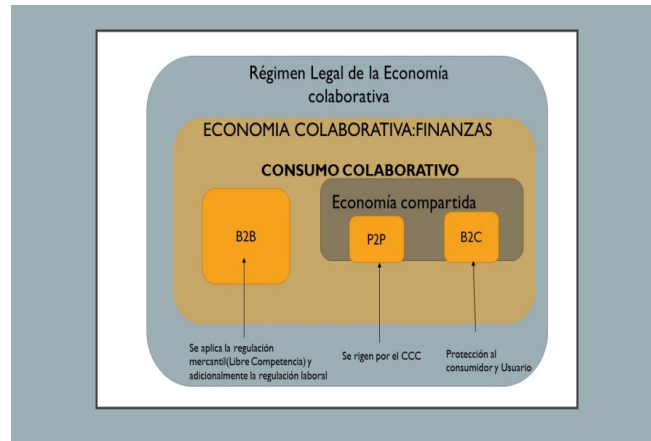 Régimen Legal de la Economía
colaborativa
ECONOMIA COLABORATIVA:FINANZAS
CONSUMO COLABORATIVO
Economía compartida
B2B
P2P
B2C
Se aplica la regulación
mercantil(Libre Competencia) y
adicionalmente la regulación laboral
Se rigen por el CCC
Protección al
consumidor y Usuario